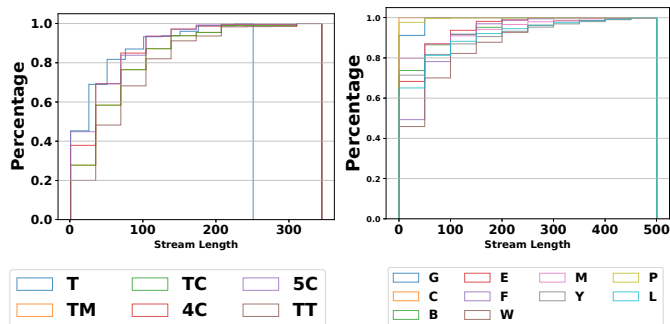 1.0
0.8
0.6
0.4
0.2
0.0
Percentage
0 100 200 300
Stream Length
T TC 5C
TM 4C TT
1.0
0.8
0.6
0.4
0.2
0.0
Percentage
0 100 200 300 400 500
Stream Length
G E M P
C F Y L
B W